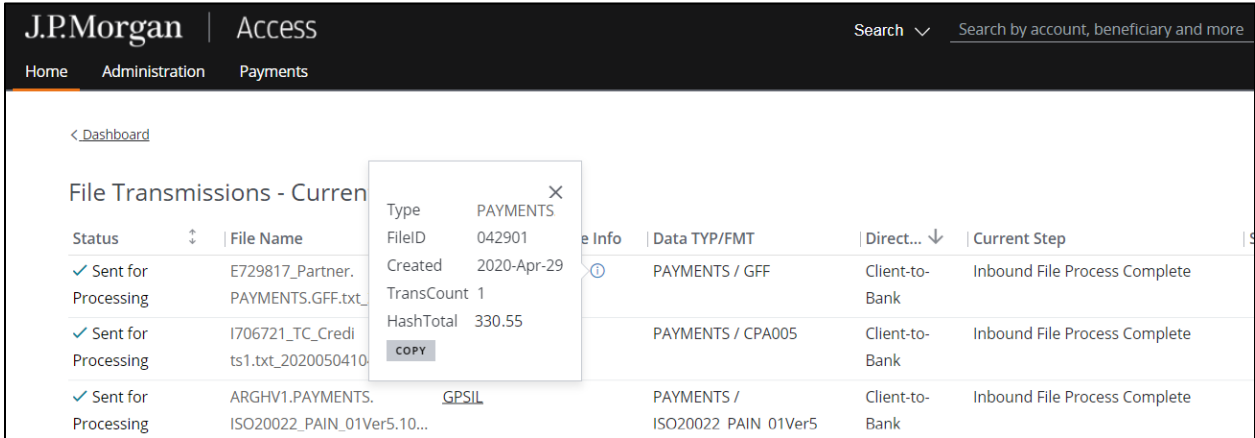 J.P.Morgan | Access Search Search by account, beneficiary and more
Home Administration Payments
< Dashboard
File Transmissions - Curren
Type PAYMENTS
FileID 042901
Created 2020-Apr-29
TransCount 1
HashTotal 330.55
COPY
Status File Name e Info Data TYP/FMT Direct... Current Step
Sent for E729817_Partner. PAYMENTS / GFF Client-to- Inbound File Process Complete
Processing PAYMENTS.GFF.txt_ Bank
Sent for I706721_TC_Credi PAYMENTS / CPA005 Client-to- Inbound File Process Complete
Processing ts1.txt_2020050410 Bank
Sent for ARGHV1.PAYMENTS. GPSIL PAYMENTS / Client-to- Inbound File Process Complete
Processing ISO20022_PAIN_01Ver5.10... ISO20022 PAIN 01Ver5 Bank